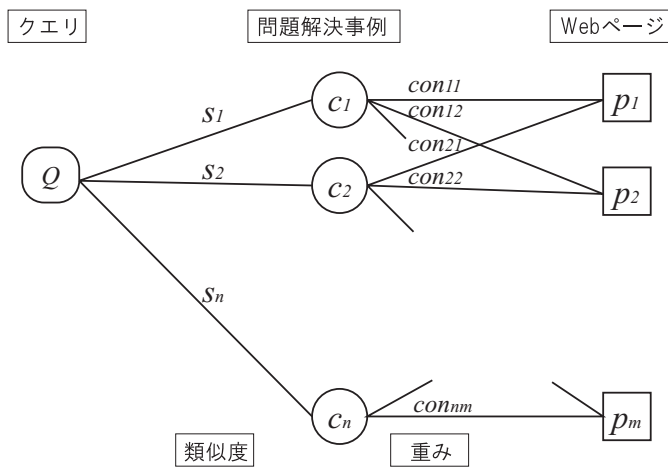 クエリ 問題解決事例 Webページ
c1 con11 p1
s1 con12
con21
Q s2 c2 con22 p2
sn
cn connm pm
類似度 重み